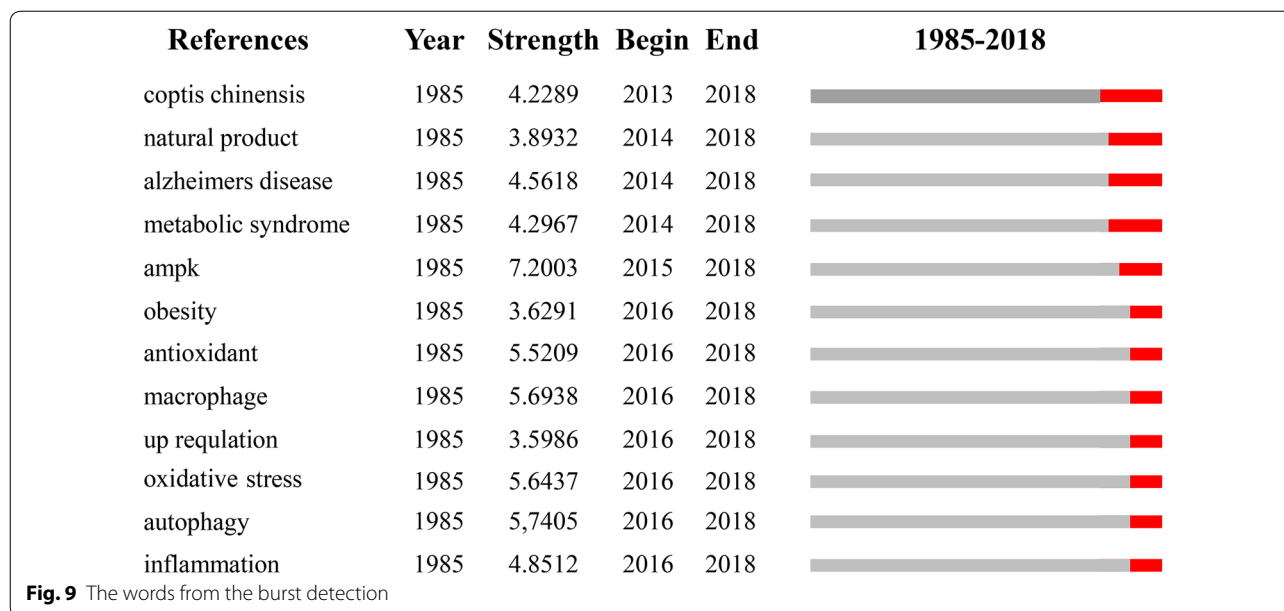 References Year Strength Begin End 1985-2018
coptis chinensis 1985 4.2289 2013 2018
natural product 1985 3.8932 2014 2018
alzheimers disease 1985 4.5618 2014 2018
metabolic syndrome 1985 4.2967 2014 2018
ampk 1985 7.2003 2015 2018
obesity 1985 3.6291 2016 2018
antioxidant 1985 5.5209 2016 2018
macrophage 1985 5.6938 2016 2018
up requlation 1985 3.5986 2016 2018
oxidative stress 1985 5.6437 2016 2018
autophagy 1985 5,7405 2016 2018
inflammation 1985 4.8512 2016 2018
Fig. 9 The words from the burst detection